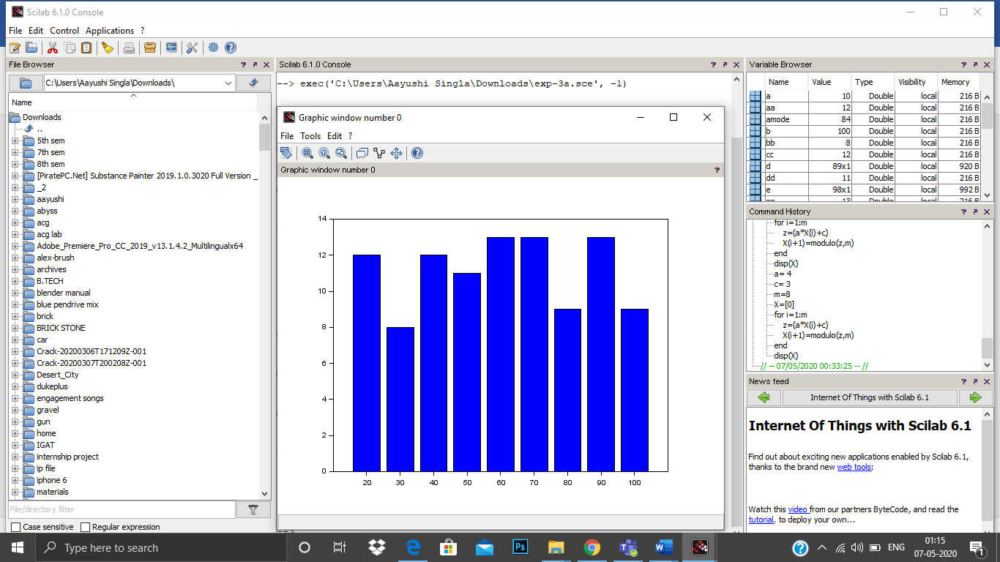 Scilab 6.1.0 Console
File Edit Control Applications ?
File Browser ? ↗ ✕
C:\Users\Aayushi Singla\Downloads\
Name
Downloads
..
5th sem
7th sem
8th sem
[PiratePC.Net] Substance Painter 2019.1.0.3020 Full Version _
_2
aayushi
abyss
acg
acg lab
Adobe_Premiere_Pro_CC_2019_v13.1.4.2_Multilingualx64
alex-brush
archives
B.TECH
blender manual
blue pendrive mix
brick
BRICK STONE
car
Crack-20200306T171209Z-001
Crack-20200307T200208Z-001
Desert_City
dukeplus
engagement songs
gravel
gun
home
IGAT
internship project
ip file
iphone 6
materials
File/directory filter
Case sensitive Regular expression
Scilab 6.1.0 Console ? ↗ ✕
--> exec('C:\Users\Aayushi Singla\Downloads\exp-3a.sce', -1)
Graphic window number 0
File Tools Edit ?
Graphic window number 0 ?
14
12
10
8
6
4
2
0
20 30 40 50 60 70 80 90 100
Variable Browser ? ↗ ✕
Name Value Type Visibility Memory
a 10 Double local 216 B
aa 12 Double local 216 B
amode 84 Double local 216 B
b 100 Double local 216 B
bb 8 Double local 216 B
cc 12 Double local 216 B
d 89x1 Double local 920 B
dd 11 Double local 216 B
e 98x1 Double local 992 B
Command History ? ↗ ✕
for i=1:m
z=(a*X(i)+c)
X(i+1)=modulo(z,m)
end
disp(X)
a= 4
c= 3
m=8
X=[0]
for i=1:m
z=(a*X(i)+c)
X(i+1)=modulo(z,m)
end
disp(X)
// -- 07/05/2020 00:33:25 -- //
News feed ? ↗ ✕
Internet Of Things with Scilab 6.1
Internet Of Things with Scilab 6.1
Find out about exciting new applications enabled by Scilab 6.1,
thanks to the brand new web tools:
Watch this video from our partners ByteCode, and read the
tutorial. to deploy your own...
Type here to search
Ps
W
ENG
01:15
07-05-2020
1